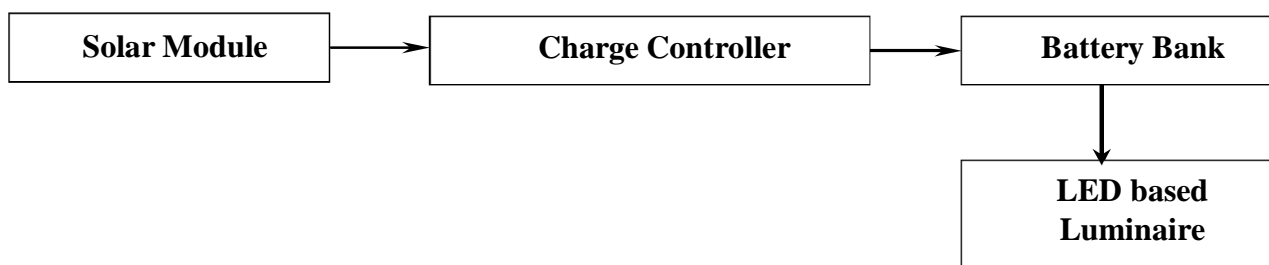 Solar Module
Charge Controller
Battery Bank
LED based
Luminaire